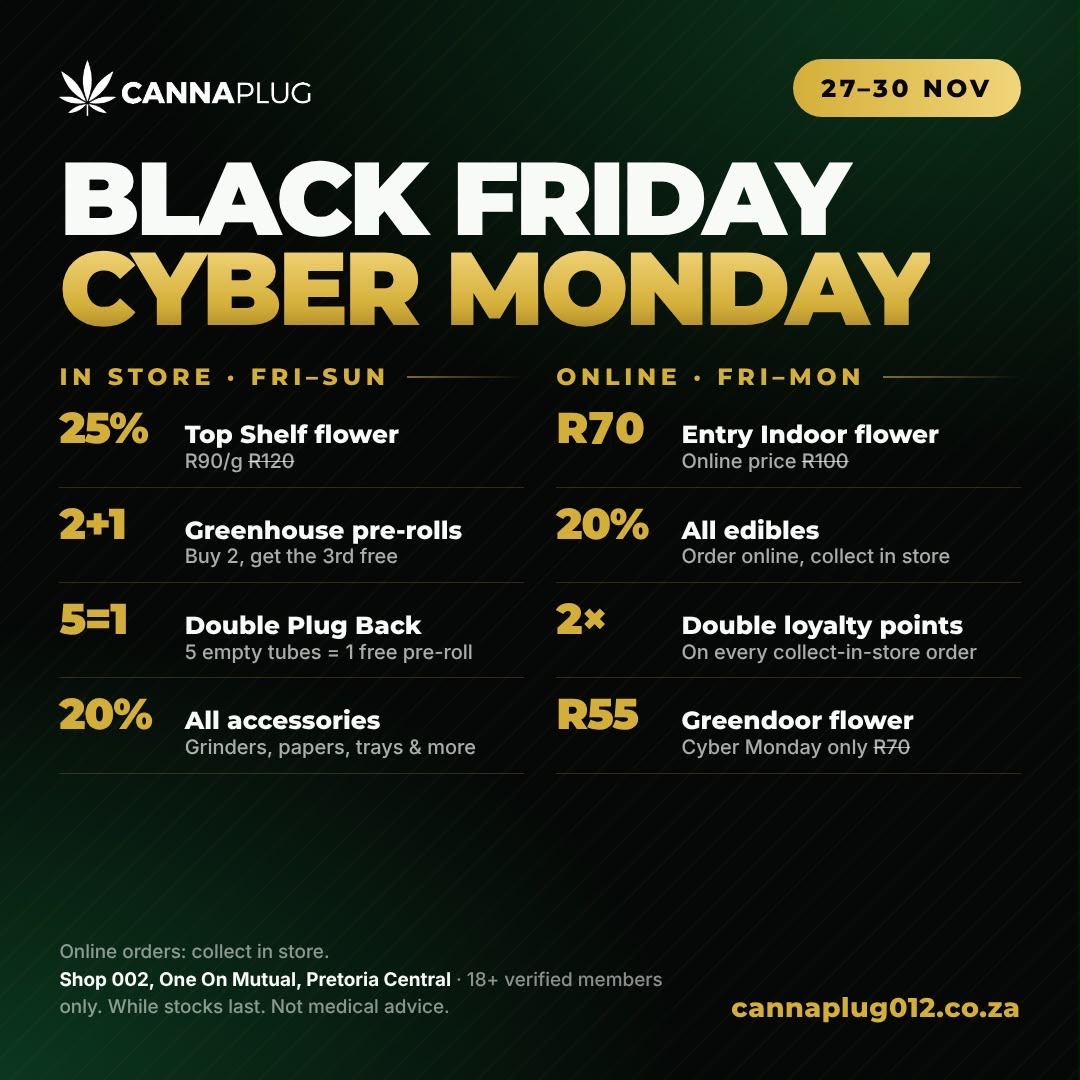 CANNAPLUG
27–30 NOV
BLACK FRIDAY
CYBER MONDAY
IN STORE · FRI–SUN
25% Top Shelf flower
R90/g R120
2+1 Greenhouse pre-rolls
Buy 2, get the 3rd free
5=1 Double Plug Back
5 empty tubes = 1 free pre-roll
20% All accessories
Grinders, papers, trays & more
ONLINE · FRI–MON
R70 Entry Indoor flower
Online price R100
20% All edibles
Order online, collect in store
2× Double loyalty points
On every collect-in-store order
R55 Greendoor flower
Cyber Monday only R70
Online orders: collect in store.
Shop 002, One On Mutual, Pretoria Central · 18+ verified members
only. While stocks last. Not medical advice.
cannaplug012.co.za